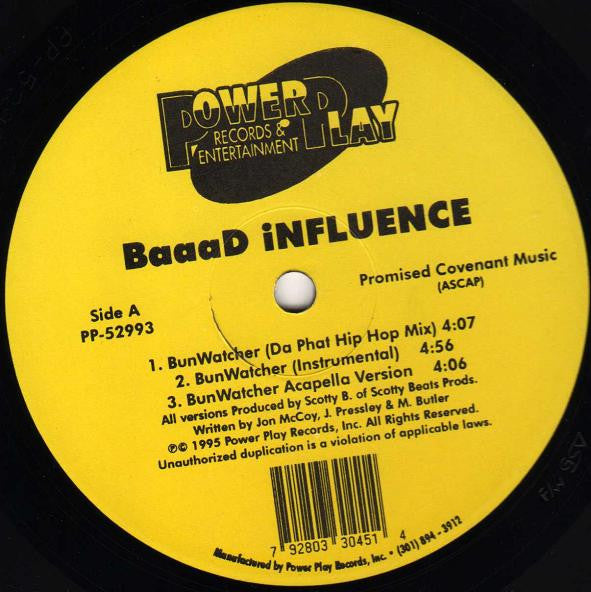 POWER PLAY
RECORDS &
ENTERTAINMENT
BaaaD iNFLUENCE
Promised Covenant Music
(ASCAP)
Side A
PP-52993
1. BunWatcher (Da Phat Hip Hop Mix) 4:07
2. BunWatcher (Instrumental) 4:56
3. BunWatcher Acapella Version 4:06
All versions Produced by Scotty B. of Scotty Beats Prods.
Written by Jon McCoy, J. Pressley & M. Butler
℗© 1995 Power Play Records, Inc. All Rights Reserved.
Unauthorized duplication is a violation of applicable laws.
7 92803 30451 4
Manufactured by Power Play Records, Inc. • (301) 894-3912